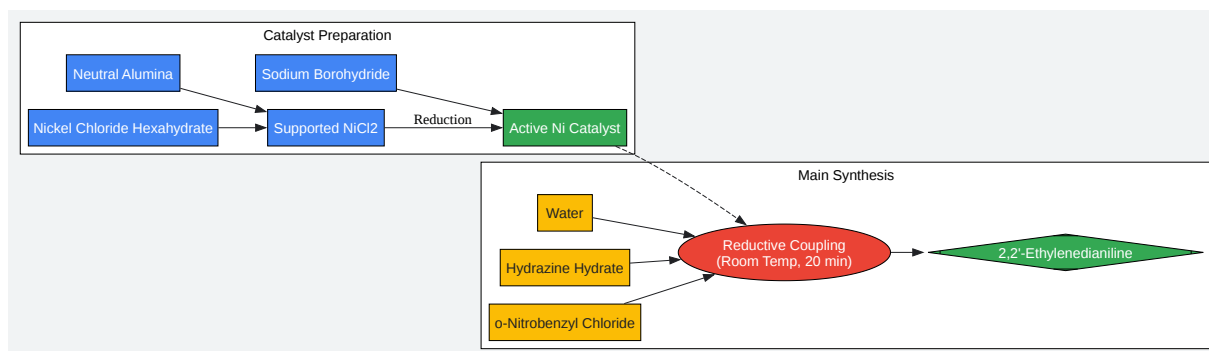 Catalyst Preparation
Neutral Alumina
Sodium Borohydride
Nickel Chloride Hexahydrate
Supported NiCl2
Reduction
Active Ni Catalyst
Main Synthesis
Water
Hydrazine Hydrate
o-Nitrobenzyl Chloride
Reductive Coupling
(Room Temp, 20 min)
2,2'-Ethylenedianiline